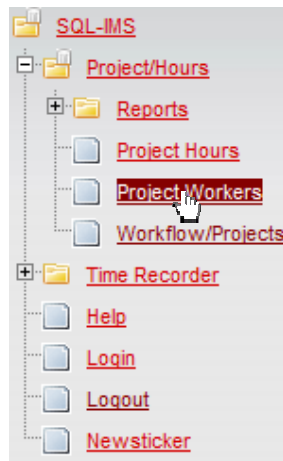 SQL-IMS
Project/Hours
Reports
Project Hours
Project Workers
Workflow/Projects
Time Recorder
Help
Login
Logout
Newsticker